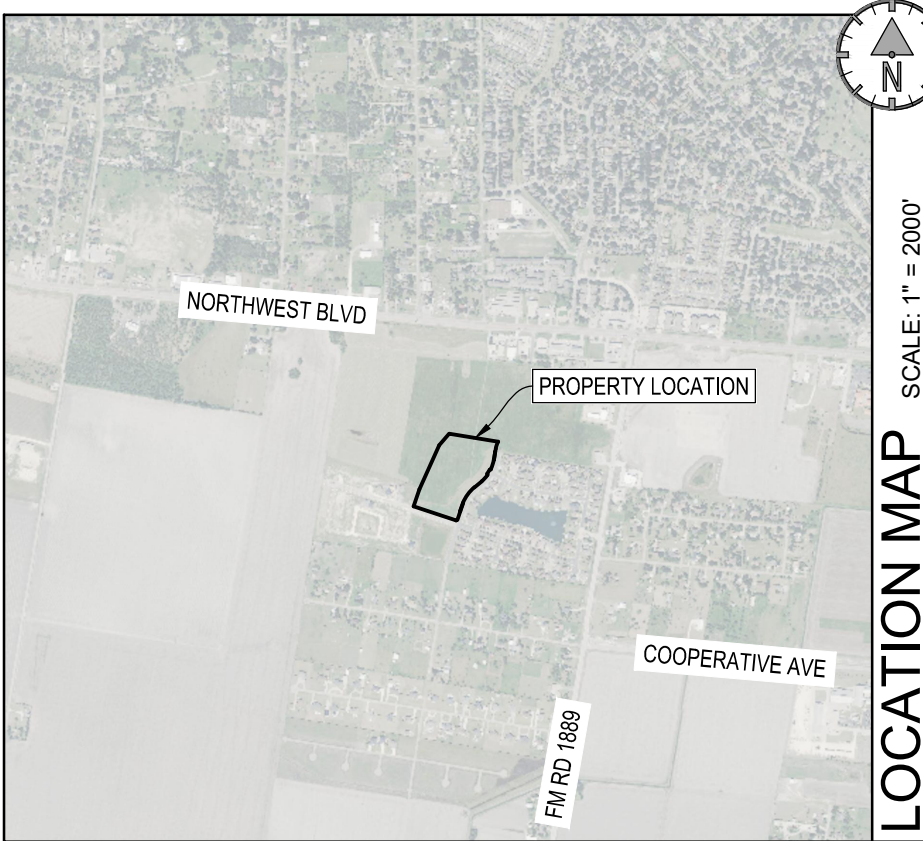 N
NORTHWEST BLVD
PROPERTY LOCATION
COOPERATIVE AVE
FM RD 1889
LOCATION MAP
SCALE: 1" = 2000'